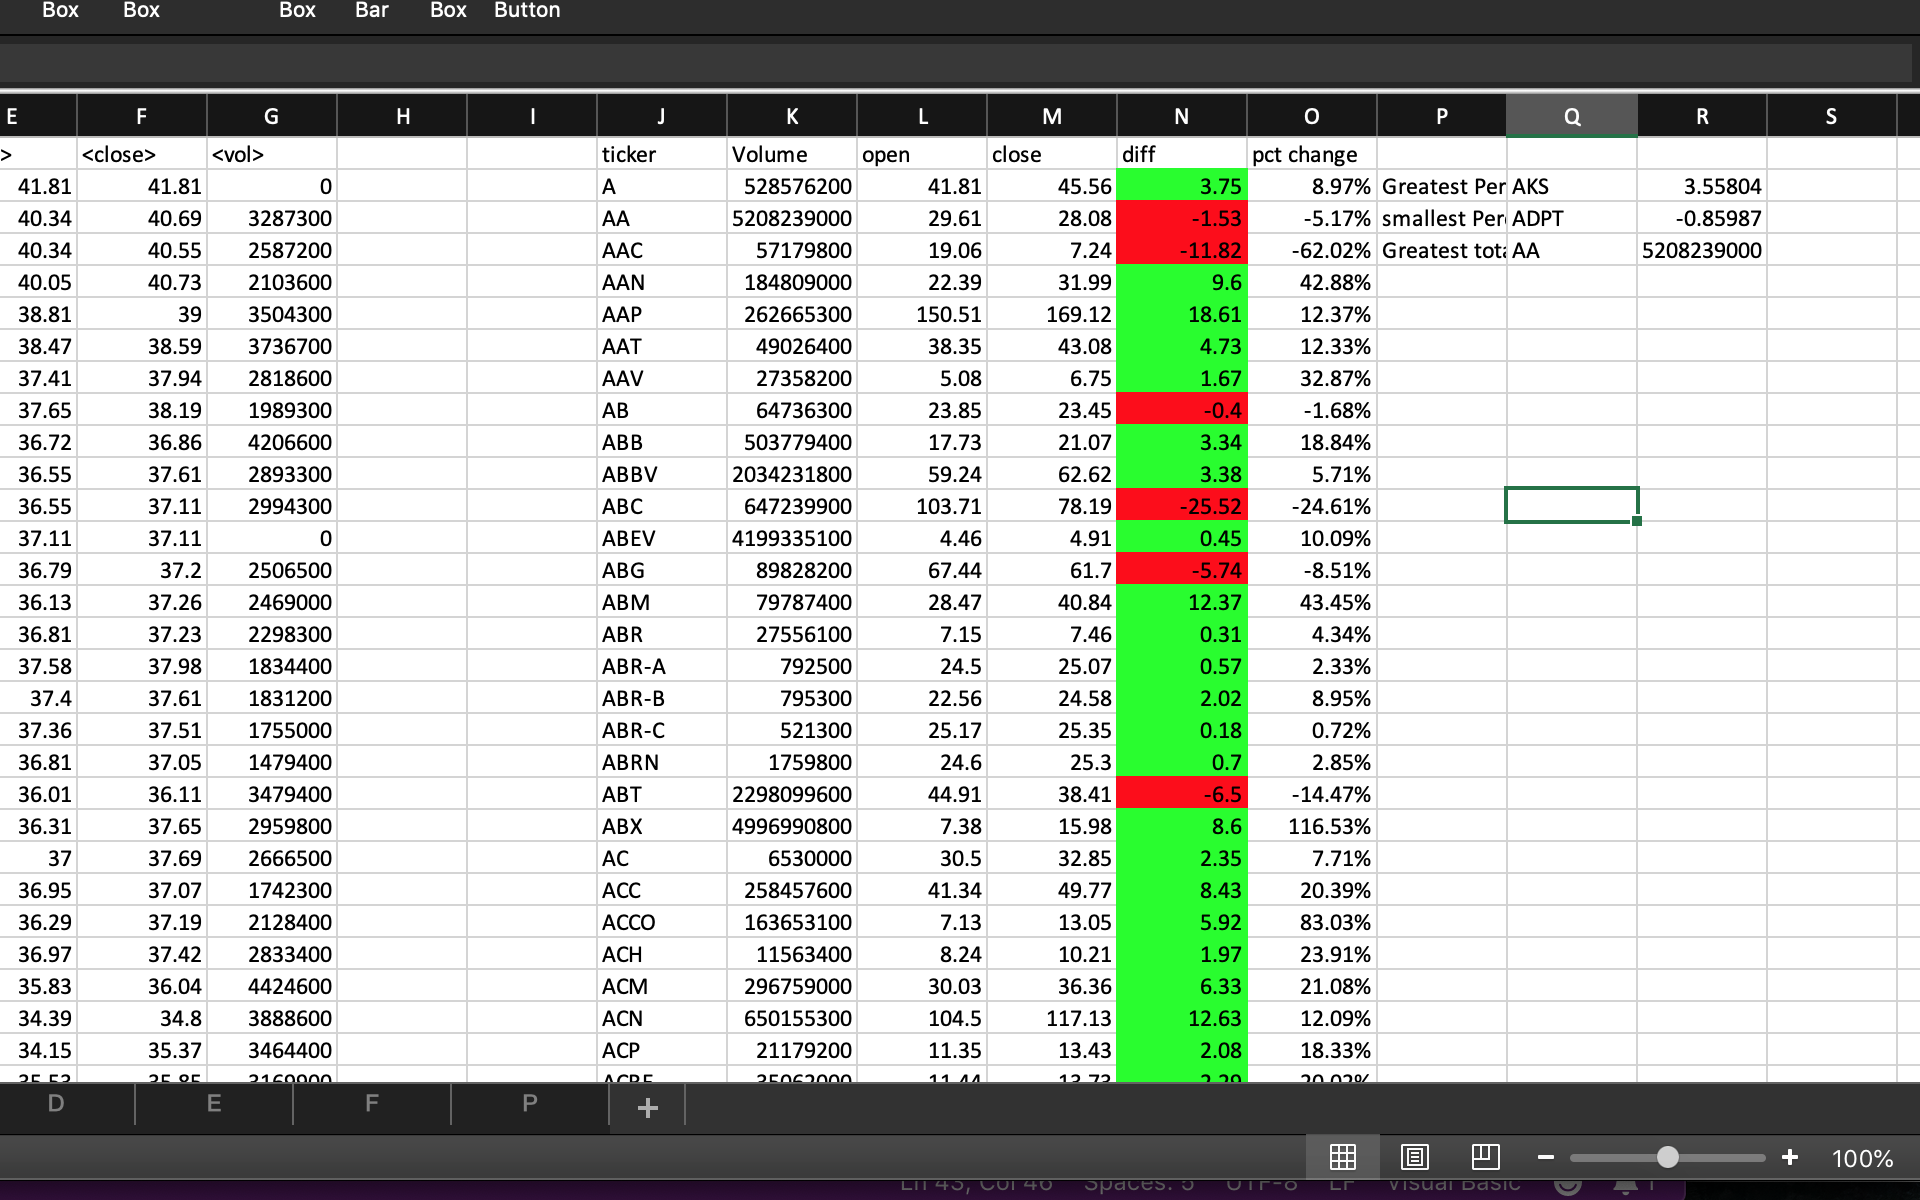 Box Box Box Bar Box Button
E F G H I J K L M N O P Q R S
> <close> <vol> ticker Volume open close diff pct change
41.81 41.81 0 A 528576200 41.81 45.56 3.75 8.97% Greatest Per AKS 3.55804
40.34 40.69 3287300 AA 5208239000 29.61 28.08 -1.53 -5.17% smallest Per ADPT -0.85987
40.34 40.55 2587200 AAC 57179800 19.06 7.24 -11.82 -62.02% Greatest tota AA 5208239000
40.05 40.73 2103600 AAN 184809000 22.39 31.99 9.6 42.88%
38.81 39 3504300 AAP 262665300 150.51 169.12 18.61 12.37%
38.47 38.59 3736700 AAT 49026400 38.35 43.08 4.73 12.33%
37.41 37.94 2818600 AAV 27358200 5.08 6.75 1.67 32.87%
37.65 38.19 1989300 AB 64736300 23.85 23.45 -0.4 -1.68%
36.72 36.86 4206600 ABB 503779400 17.73 21.07 3.34 18.84%
36.55 37.61 2893300 ABBV 2034231800 59.24 62.62 3.38 5.71%
36.55 37.11 2994300 ABC 647239900 103.71 78.19 -25.52 -24.61%
37.11 37.11 0 ABEV 4199335100 4.46 4.91 0.45 10.09%
36.79 37.2 2506500 ABG 89828200 67.44 61.7 -5.74 -8.51%
36.13 37.26 2469000 ABM 79787400 28.47 40.84 12.37 43.45%
36.81 37.23 2298300 ABR 27556100 7.15 7.46 0.31 4.34%
37.58 37.98 1834400 ABR-A 792500 24.5 25.07 0.57 2.33%
37.4 37.61 1831200 ABR-B 795300 22.56 24.58 2.02 8.95%
37.36 37.51 1755000 ABR-C 521300 25.17 25.35 0.18 0.72%
36.81 37.05 1479400 ABRN 1759800 24.6 25.3 0.7 2.85%
36.01 36.11 3479400 ABT 2298099600 44.91 38.41 -6.5 -14.47%
36.31 37.65 2959800 ABX 4996990800 7.38 15.98 8.6 116.53%
37 37.69 2666500 AC 6530000 30.5 32.85 2.35 7.71%
36.95 37.07 1742300 ACC 258457600 41.34 49.77 8.43 20.39%
36.29 37.19 2128400 ACCO 163653100 7.13 13.05 5.92 83.03%
36.97 37.42 2833400 ACH 11563400 8.24 10.21 1.97 23.91%
35.83 36.04 4424600 ACM 296759000 30.03 36.36 6.33 21.08%
34.39 34.8 3888600 ACN 650155300 104.5 117.13 12.63 12.09%
34.15 35.37 3464400 ACP 21179200 11.35 13.43 2.08 18.33%
D E F P +
100%
Ln 43, Col 46 UTF-8 LF Visual Basic